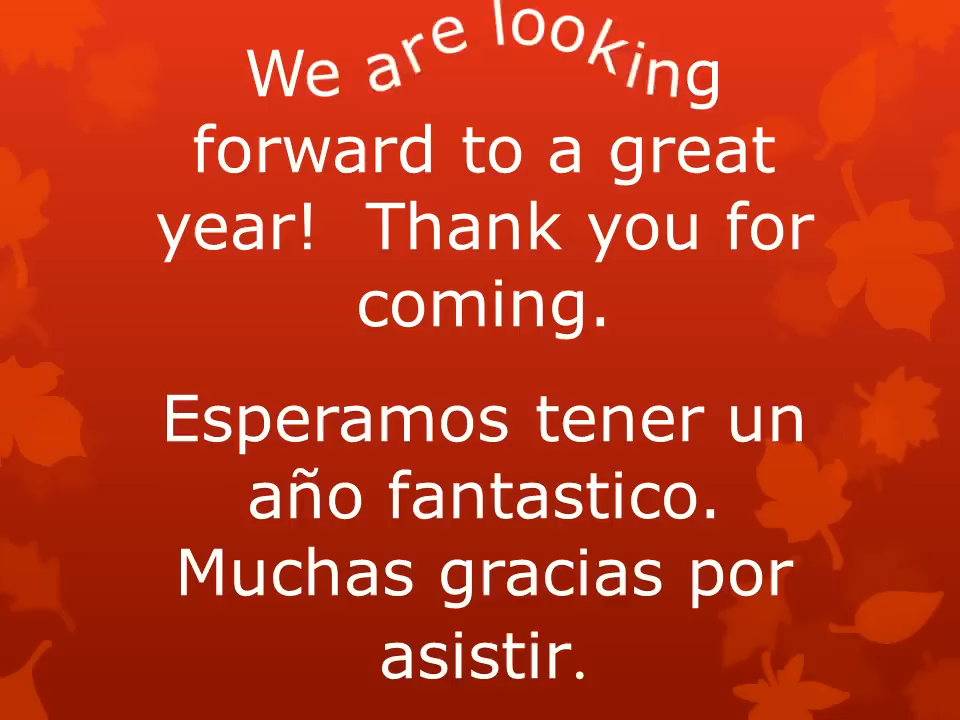 We are looking
forward to a great
year!  Thank you for
coming.
Esperamos tener un
año fantastico.
Muchas gracias por
asistir.